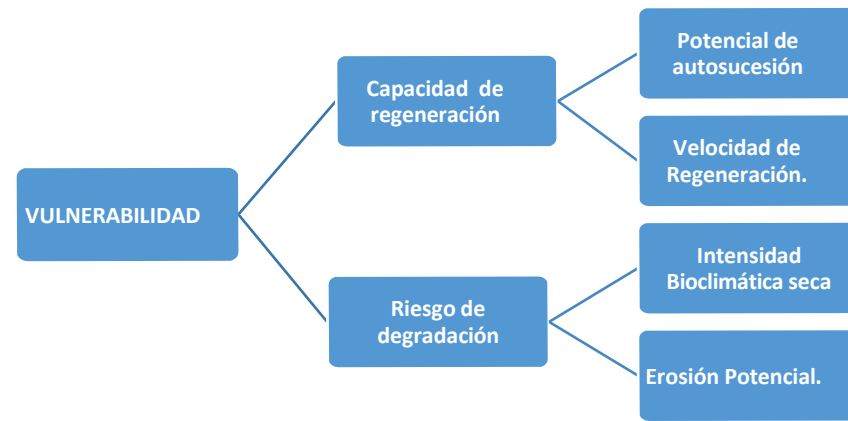 VULNERABILIDAD
Capacidad de
regeneración
Potencial de
autosucesión
Velocidad de
Regeneración.
Riesgo de
degradación
Intensidad
Bioclimática seca
Erosión Potencial.